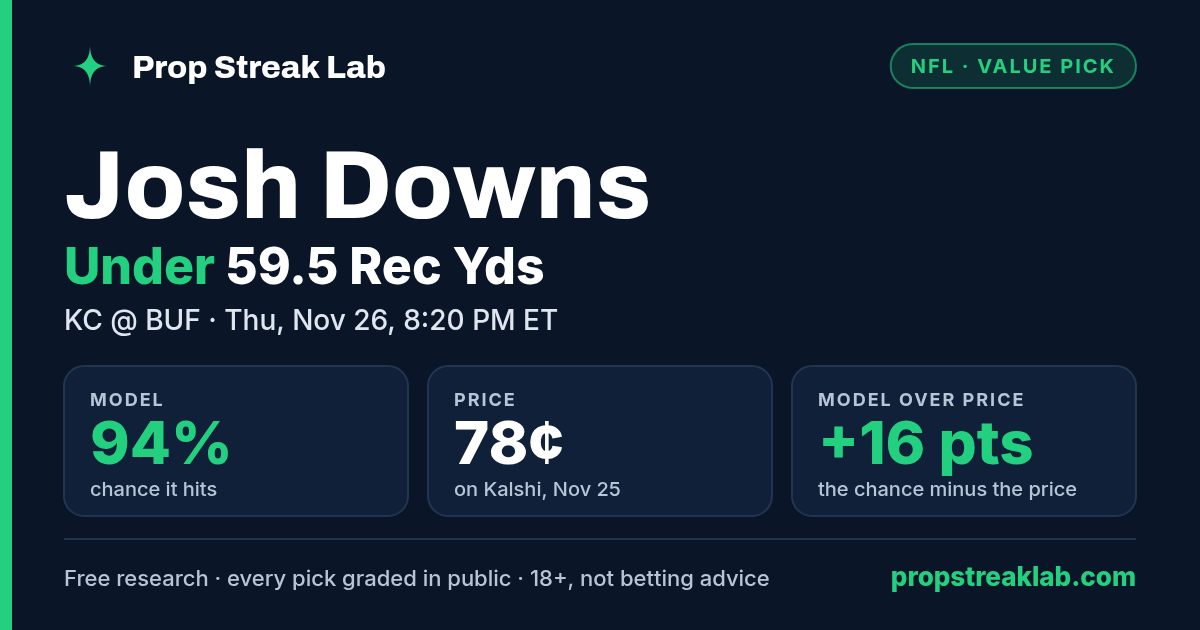 Prop Streak Lab
NFL · VALUE PICK
Josh Downs
Under 59.5 Rec Yds
KC @ BUF · Thu, Nov 26, 8:20 PM ET
MODEL
94%
chance it hits
PRICE
78¢
on Kalshi, Nov 25
MODEL OVER PRICE
+16 pts
the chance minus the price
Free research · every pick graded in public · 18+, not betting advice
propstreaklab.com